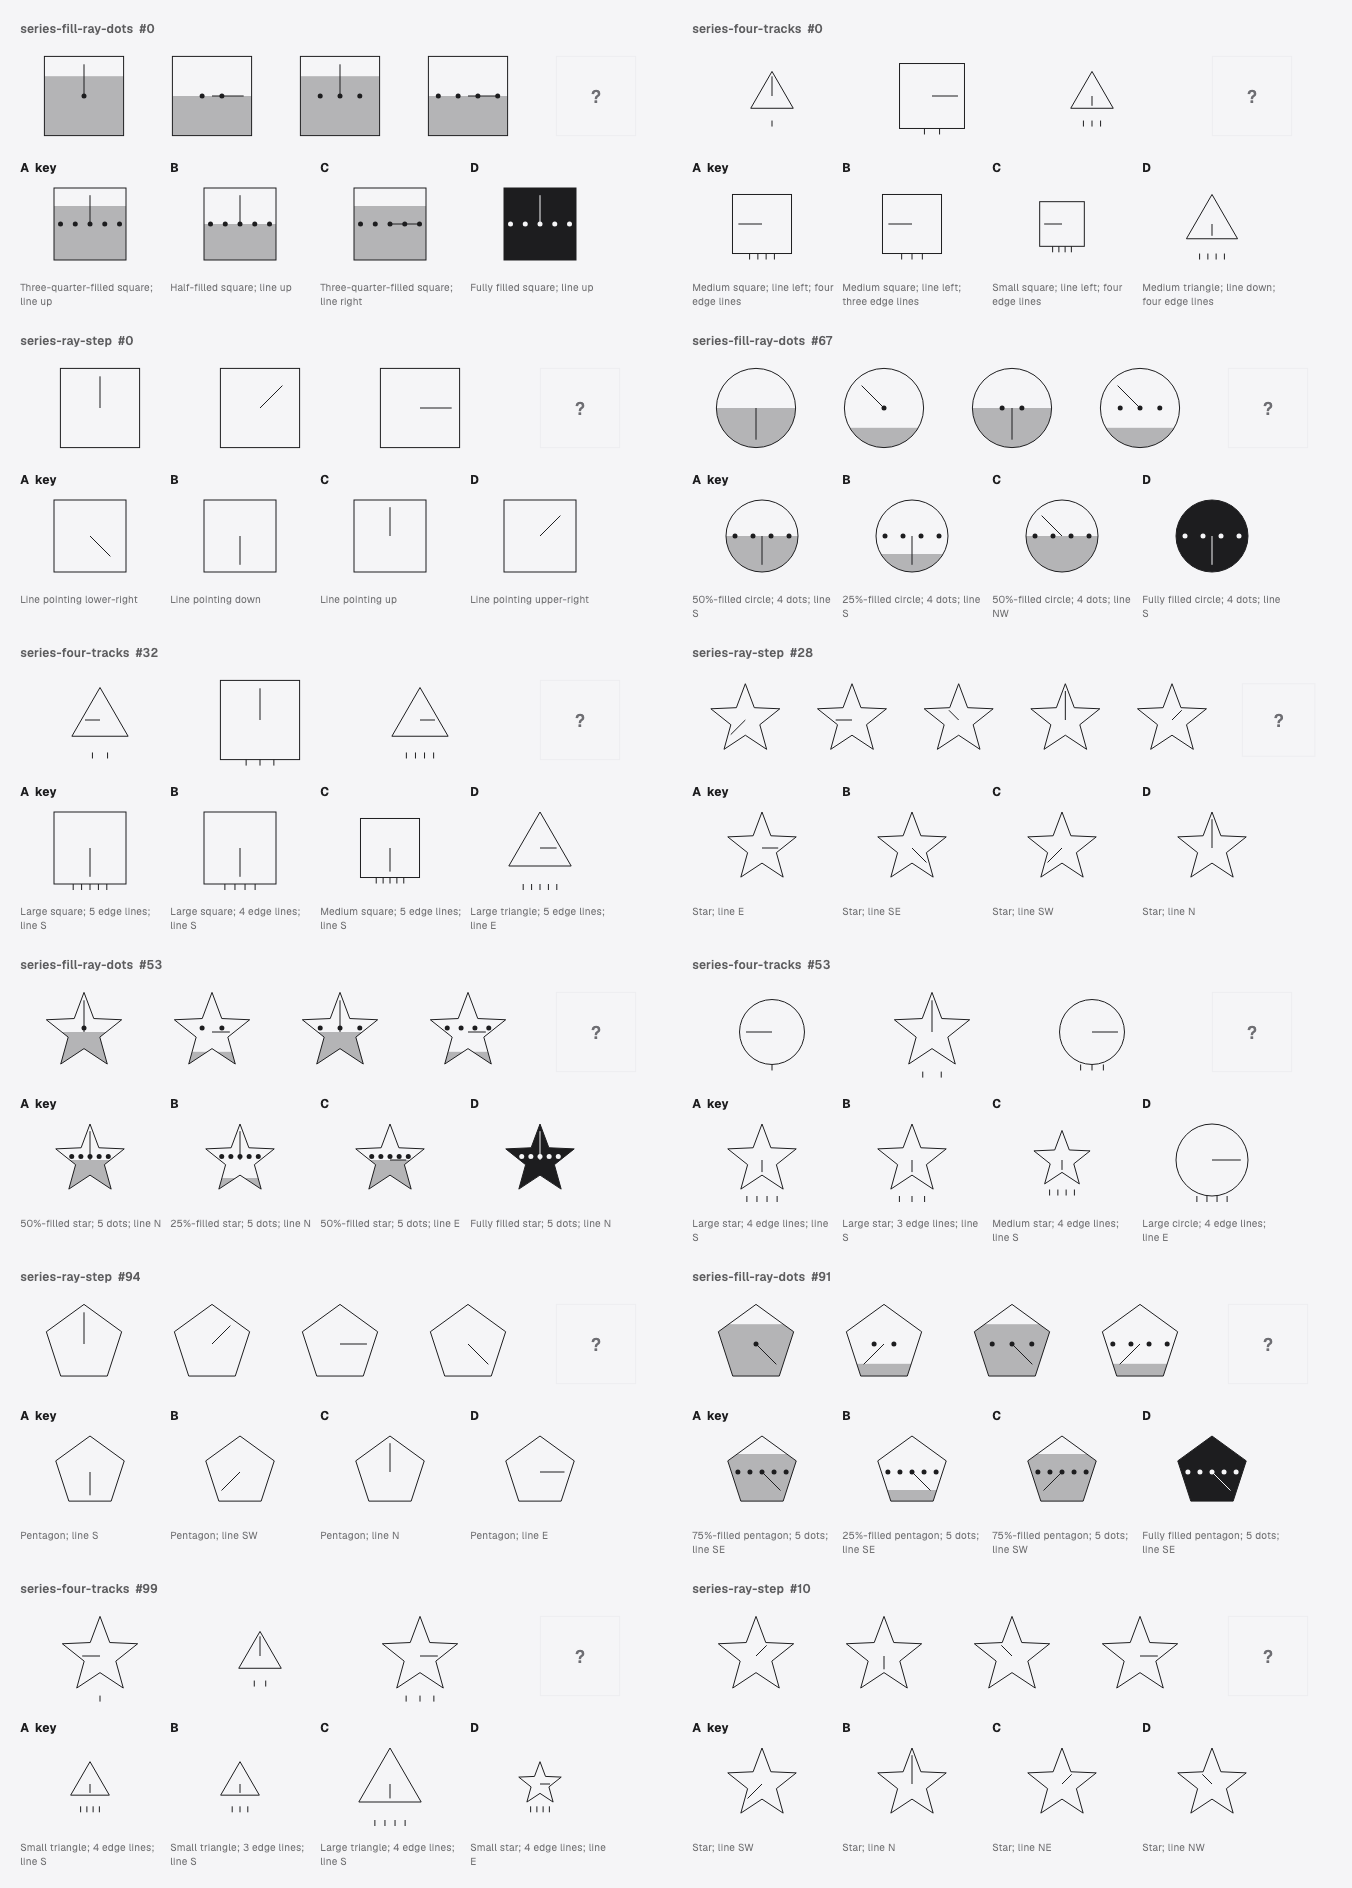 series-fill-ray-dots #0
?
A key
B
C
D
Three-quarter-filled square;
line up
Half-filled square; line up
Three-quarter-filled square;
line right
Fully filled square; line up
series-four-tracks #0
?
A key
B
C
D
Medium square; line left; four
edge lines
Medium square; line left;
three edge lines
Small square; line left; four
edge lines
Medium triangle; line down;
four edge lines
series-ray-step #0
?
A key
B
C
D
Line pointing lower-right
Line pointing down
Line pointing up
Line pointing upper-right
series-fill-ray-dots #67
?
A key
B
C
D
50%-filled circle; 4 dots; line
S
25%-filled circle; 4 dots; line
S
50%-filled circle; 4 dots; line
NW
Fully filled circle; 4 dots; line
S
series-four-tracks #32
?
A key
B
C
D
Large square; 5 edge lines;
line S
Large square; 4 edge lines;
line S
Medium square; 5 edge lines;
line S
Large triangle; 5 edge lines;
line E
series-ray-step #28
?
A key
B
C
D
Star; line E
Star; line SE
Star; line SW
Star; line N
series-fill-ray-dots #53
?
A key
B
C
D
50%-filled star; 5 dots; line N
25%-filled star; 5 dots; line N
50%-filled star; 5 dots; line E
Fully filled star; 5 dots; line N
series-four-tracks #53
?
A key
B
C
D
Large star; 4 edge lines; line
S
Large star; 3 edge lines; line
S
Medium star; 4 edge lines;
line S
Large circle; 4 edge lines;
line E
series-ray-step #94
?
A key
B
C
D
Pentagon; line S
Pentagon; line SW
Pentagon; line N
Pentagon; line E
series-fill-ray-dots #91
?
A key
B
C
D
75%-filled pentagon; 5 dots;
line SE
25%-filled pentagon; 5 dots;
line SE
75%-filled pentagon; 5 dots;
line SW
Fully filled pentagon; 5 dots;
line SE
series-four-tracks #99
?
A key
B
C
D
Small triangle; 4 edge lines;
line S
Small triangle; 3 edge lines;
line S
Large triangle; 4 edge lines;
line S
Small star; 4 edge lines; line
E
series-ray-step #10
?
A key
B
C
D
Star; line SW
Star; line N
Star; line NE
Star; line NW